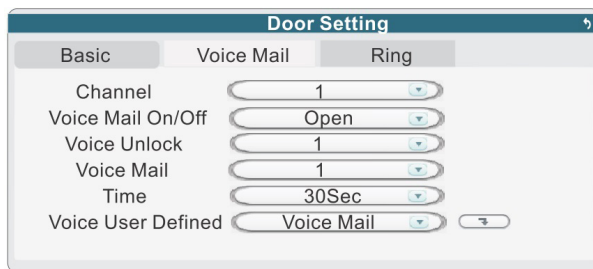 Door Setting
Basic Voice Mail Ring
Channel 1
Voice Mail On/Off Open
Voice Unlock 1
Voice Mail 1
Time 30Sec
Voice User Defined Voice Mail